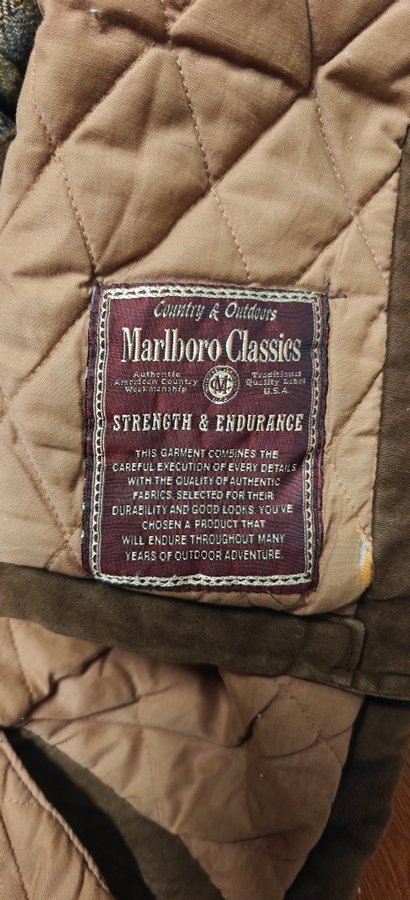 Country & Outdoors
Marlboro Classics
Authentic
American Country
Workmanship
M
Traditional
Quality Label
U.S.A.
STRENGTH & ENDURANCE
THIS GARMENT COMBINES THE
CAREFUL EXECUTION OF EVERY DETAILS
WITH THE QUALITY OF AUTHENTIC
FABRICS, SELECTED FOR THEIR
DURABILITY AND GOOD LOOKS. YOU'VE
CHOSEN A PRODUCT THAT
WILL ENDURE THROUGHOUT MANY
YEARS OF OUTDOOR ADVENTURE.